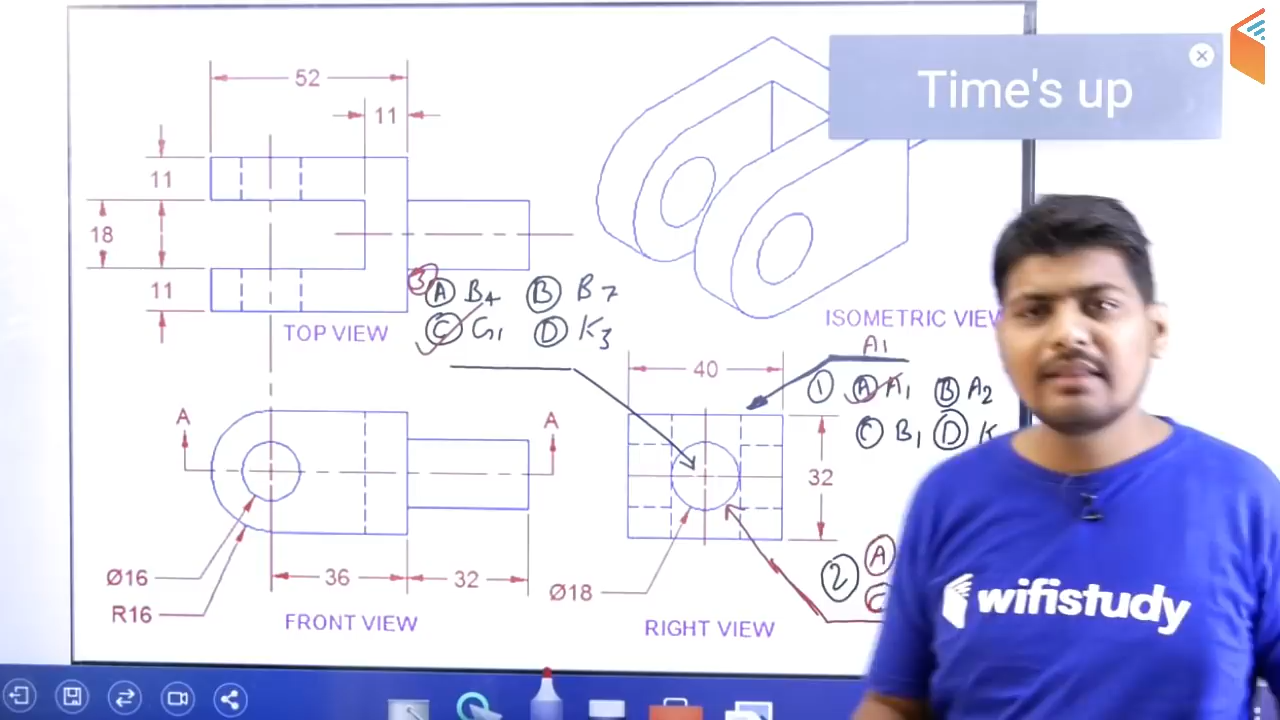 52
11
Time's up
11
18
11
③ Ⓐ B4 Ⓑ B7
Ⓒ G1 Ⓓ K3
TOP VIEW
ISOMETRIC VIEW
A1
40
① Ⓐ A1 Ⓑ A2
Ⓒ B1 Ⓓ K
A
A
32
② Ⓐ
Ⓒ
Ø16
36
32
Ø18
R16
FRONT VIEW
RIGHT VIEW
wifistudy